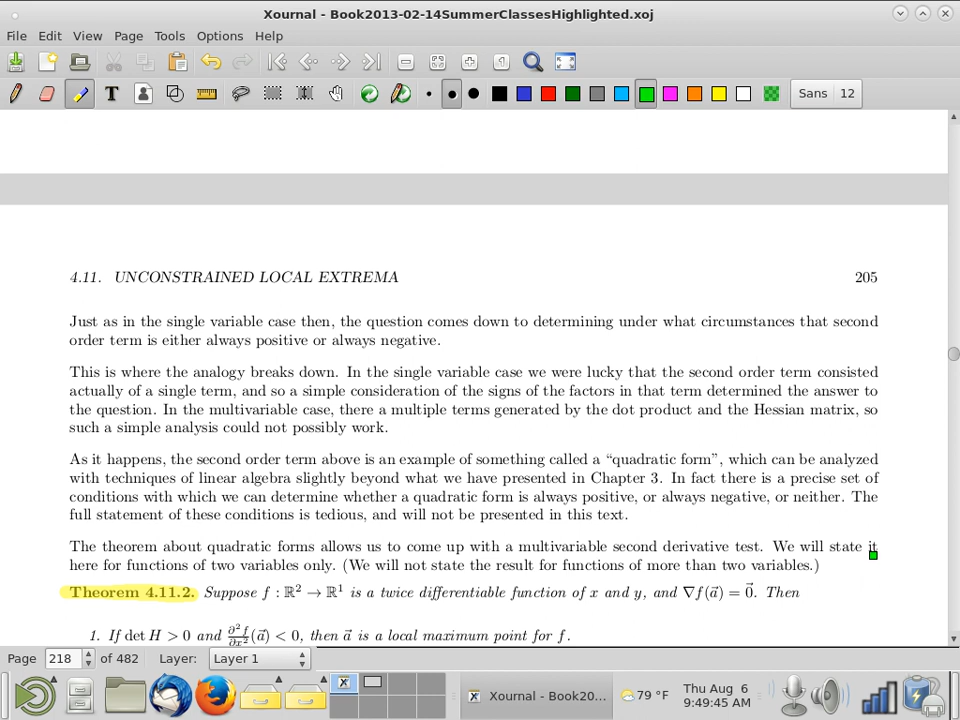 Xournal - Book2013-02-14SummerClassesHighlighted.xoj
File Edit View Page Tools Options Help
T Sans 12
4.11. UNCONSTRAINED LOCAL EXTREMA 205
Just as in the single variable case then, the question comes down to determining under what circumstances that second
order term is either always positive or always negative.
This is where the analogy breaks down. In the single variable case we were lucky that the second order term consisted
actually of a single term, and so a simple consideration of the signs of the factors in that term determined the answer to
the question. In the multivariable case, there a multiple terms generated by the dot product and the Hessian matrix, so
such a simple analysis could not possibly work.
As it happens, the second order term above is an example of something called a “quadratic form”, which can be analyzed
with techniques of linear algebra slightly beyond what we have presented in Chapter 3. In fact there is a precise set of
conditions with which we can determine whether a quadratic form is always positive, or always negative, or neither. The
full statement of these conditions is tedious, and will not be presented in this text.
The theorem about quadratic forms allows us to come up with a multivariable second derivative test. We will state it
here for functions of two variables only. (We will not state the result for functions of more than two variables.)
Theorem 4.11.2. Suppose f : ℝ² → ℝ¹ is a twice differentiable function of x and y, and ∇f(a⃗) = 0⃗. Then
1. If det H > 0 and ∂²f/∂x²(a⃗) < 0, then a⃗ is a local maximum point for f.
Page 218 of 482 Layer: Layer 1
Xournal - Book20... 79 °F Thu Aug 6
9:49:45 AM